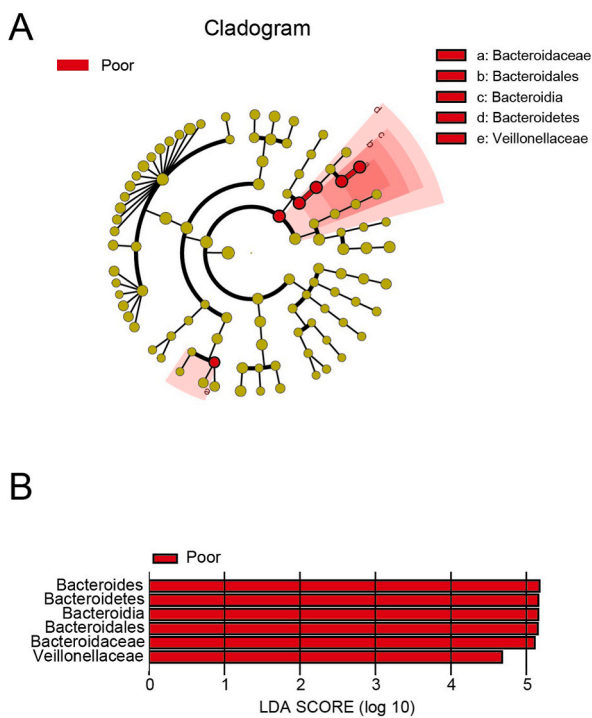 A
Cladogram
Poor
a: Bacteroidaceae
b: Bacteroidales
c: Bacteroidia
d: Bacteroidetes
e: Veillonellaceae
d
c
b
a
e
B
Poor
Bacteroides
Bacteroidetes
Bacteroidia
Bacteroidales
Bacteroidaceae
Veillonellaceae
0 1 2 3 4 5
LDA SCORE (log 10)